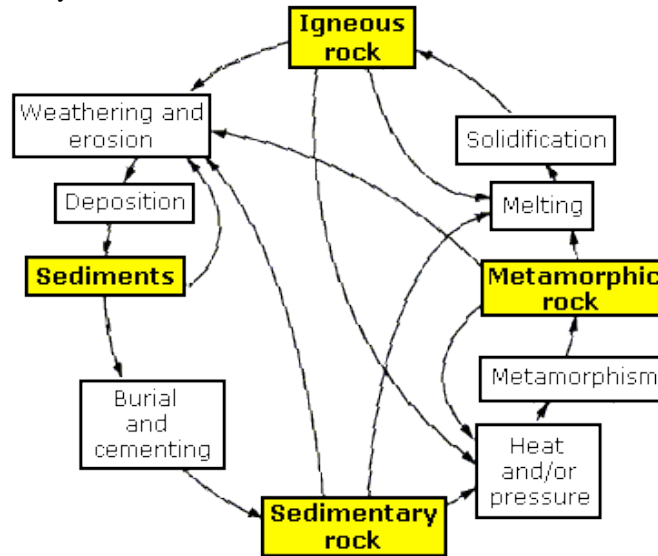 Igneous
rock
Weathering and
erosion
Solidification
Deposition
Melting
Sediments
Metamorphic
rock
Metamorphism
Burial
and
cementing
Heat
and/or
pressure
Sedimentary
rock